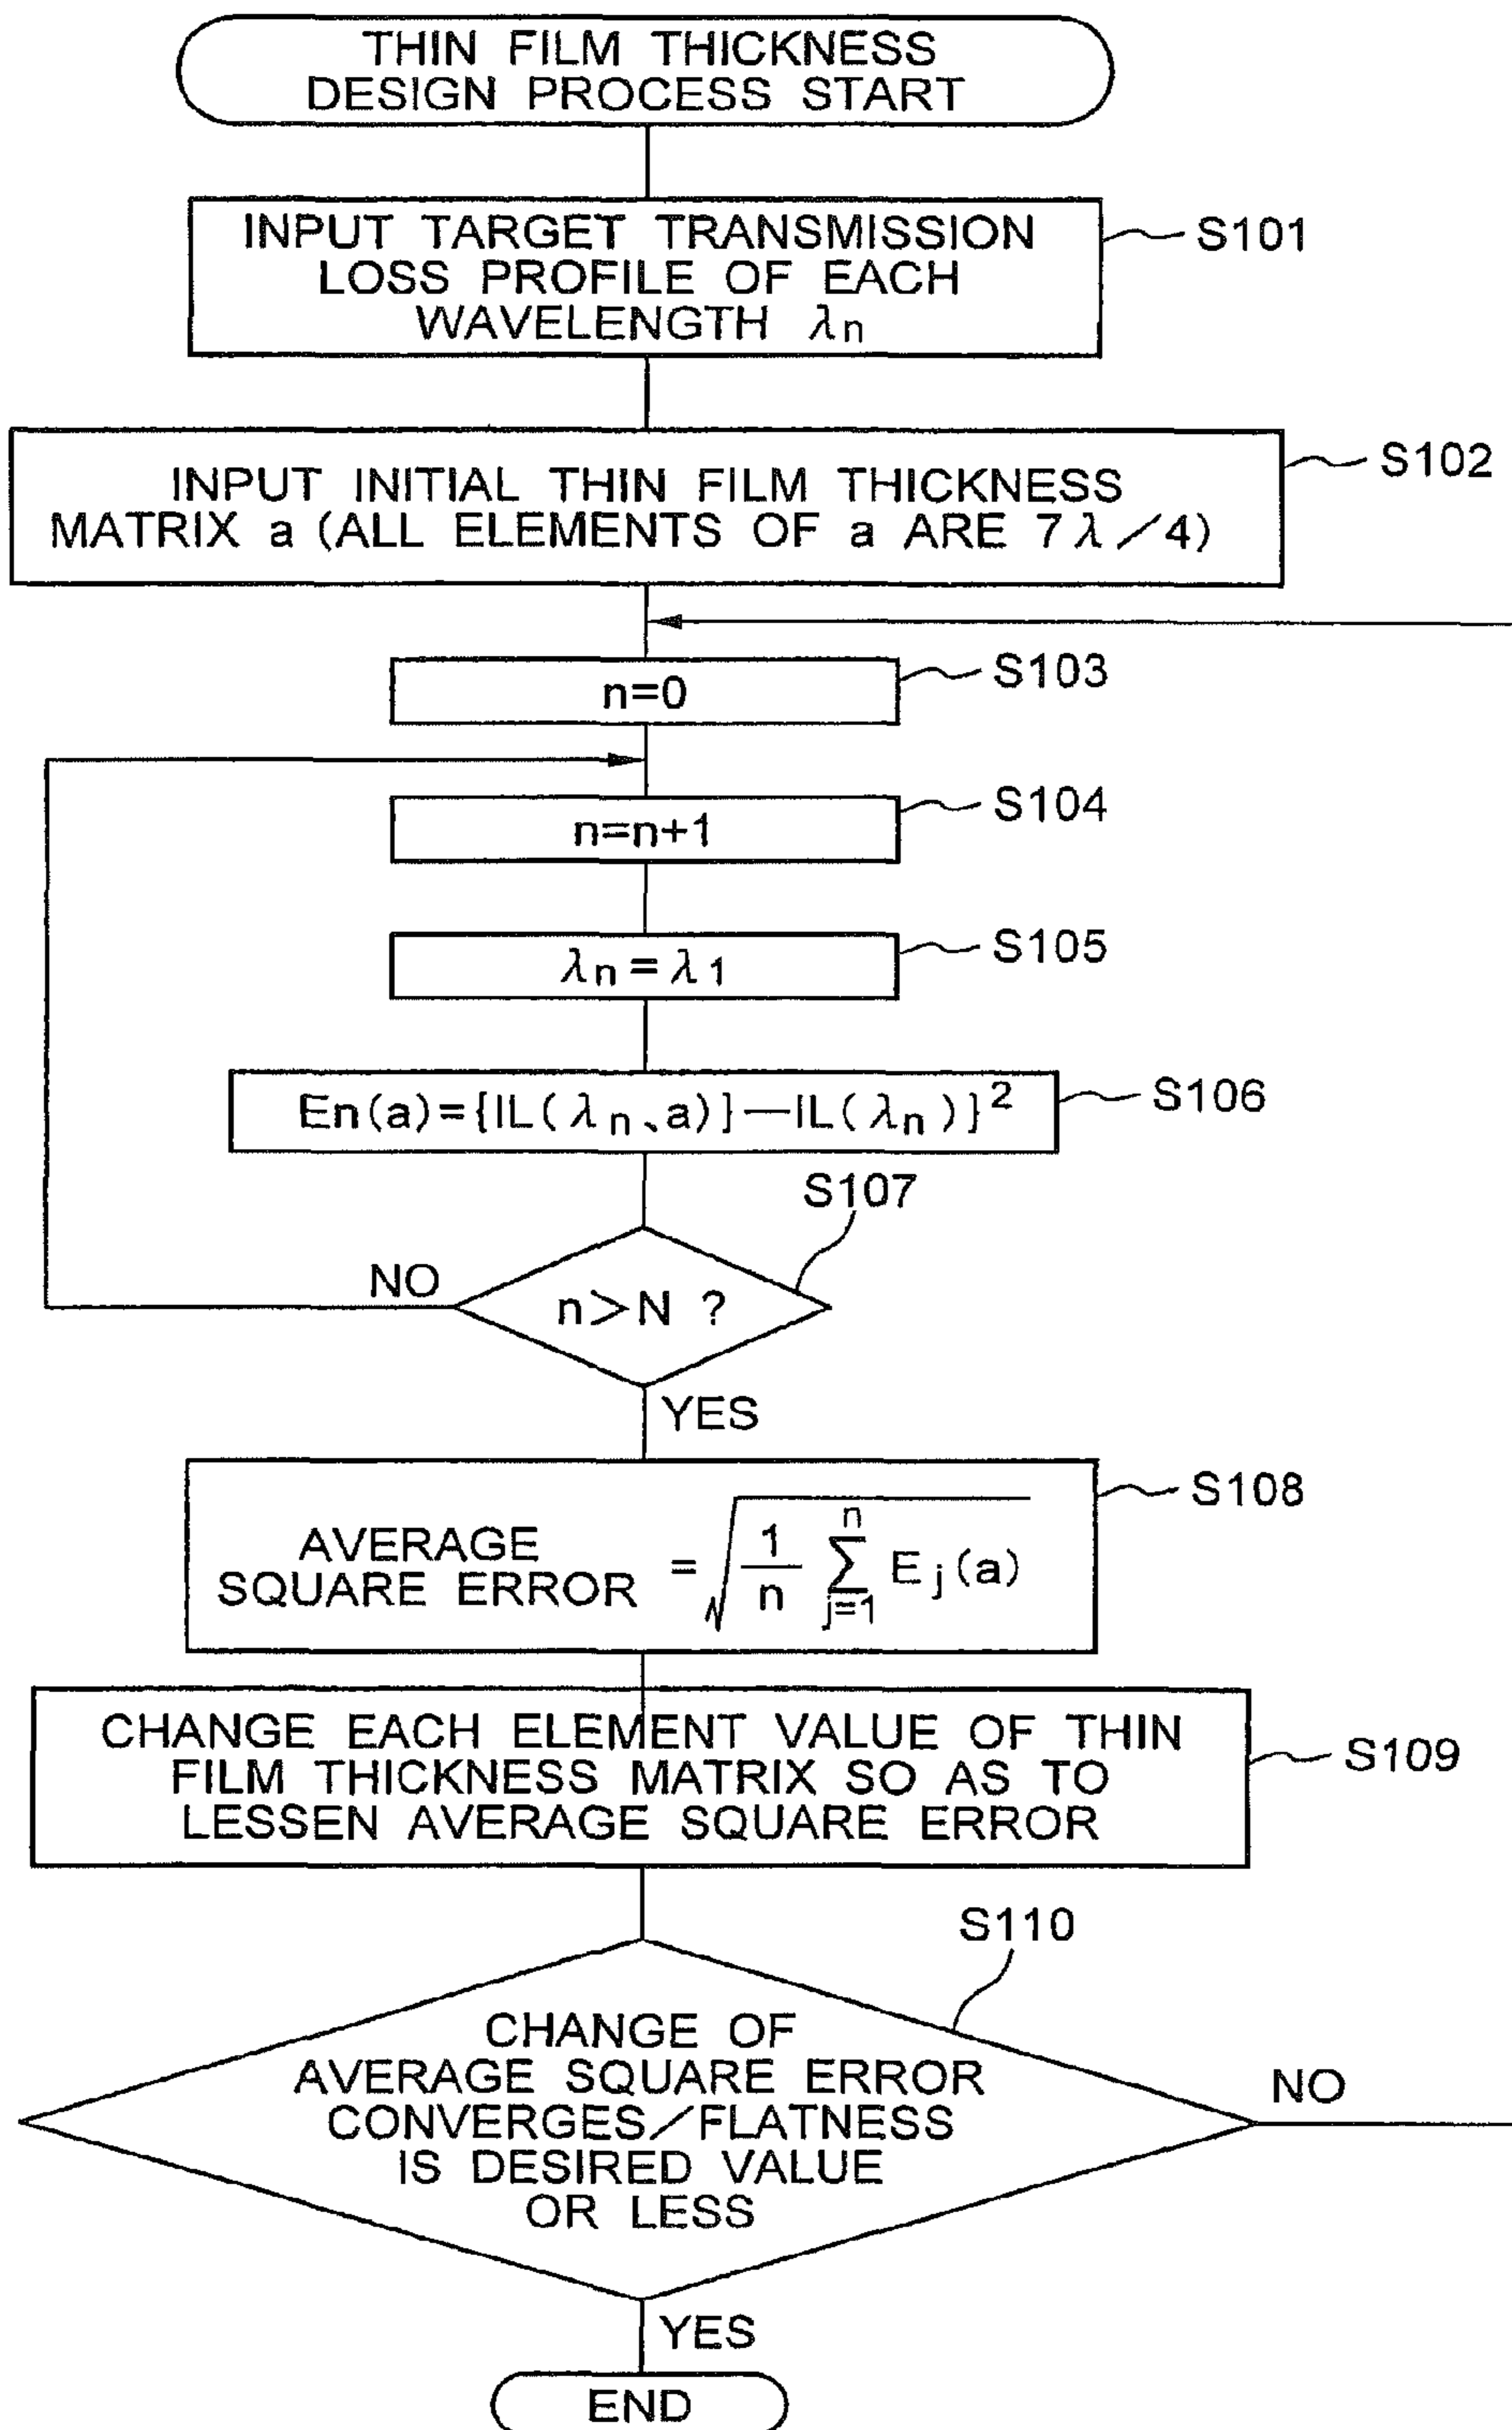 THIN FILM THICKNESS
DESIGN PROCESS START
INPUT TARGET TRANSMISSION
LOSS PROFILE OF EACH
WAVELENGTH λn
S101
INPUT INITIAL THIN FILM THICKNESS
MATRIX a (ALL ELEMENTS OF a ARE 7λ/4)
S102
n=0
S103
n=n+1
S104
λn=λ1
S105
En(a)={IL(λn、a)}—IL(λn)}²
S106
S107
NO
n>N ?
YES
AVERAGE
SQUARE ERROR = √ 1/n n Σ j=1 Ej(a)
S108
CHANGE EACH ELEMENT VALUE OF THIN
FILM THICKNESS MATRIX SO AS TO
LESSEN AVERAGE SQUARE ERROR
S109
S110
CHANGE OF
AVERAGE SQUARE ERROR
CONVERGES/FLATNESS
IS DESIRED VALUE
OR LESS
NO
YES
END